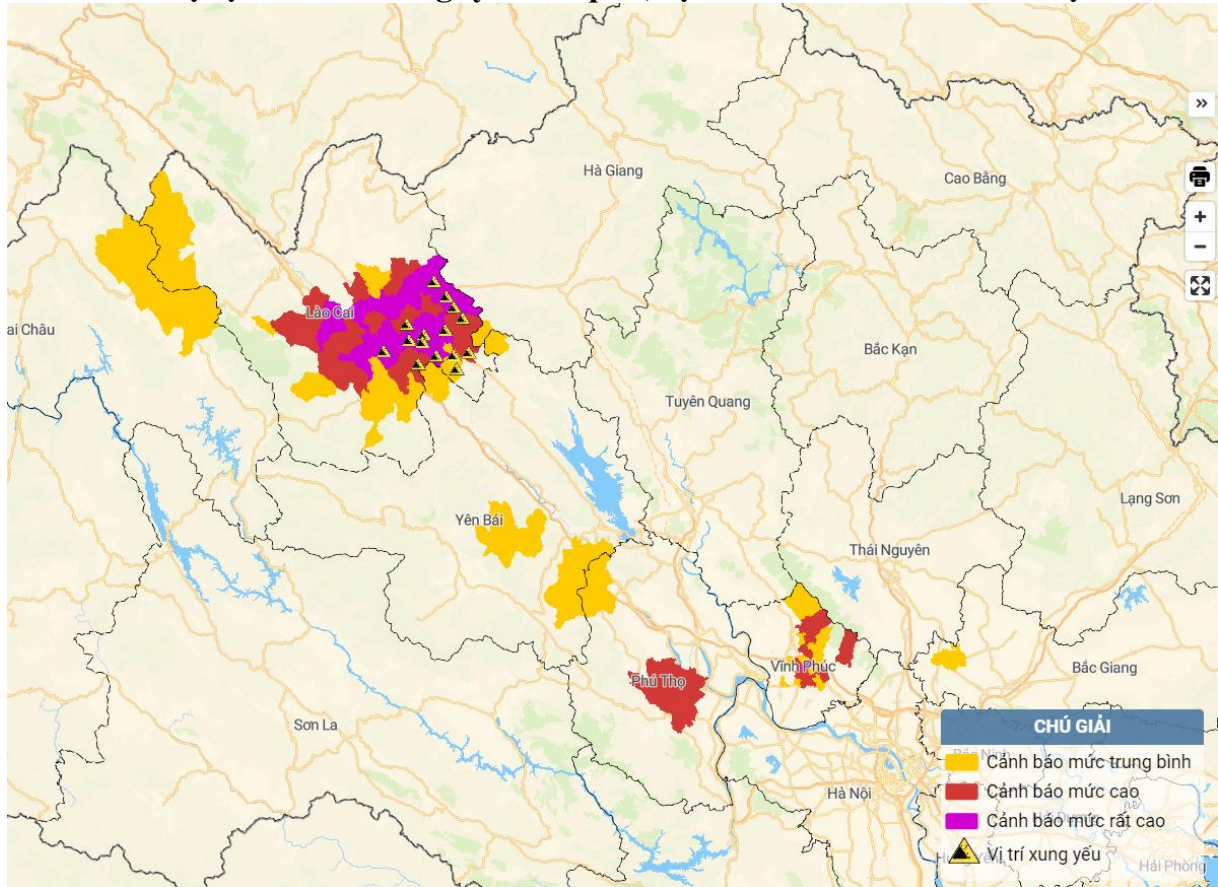 »
Hà Giang
Cao Bằng
+
−
Lào Cai
ai Châu
Bắc Kạn
Tuyên Quang
Lạng Sơn
Yên Bái
Thái Nguyên
Vĩnh Phúc
Bắc Giang
Phú Thọ
Sơn La
CHÚ GIẢI
Cảnh báo mức trung bình
Cảnh báo mức cao
Hà Nội
Cảnh báo mức rất cao
Vị trí xung yếu
Hải Phòng